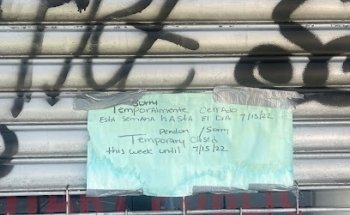 Sorry
Temporalmente Cerrado
Esta semana hasta El Dia 7/15/22
Perdon / Sorry
Temporary Closed
this week until 7/15/22